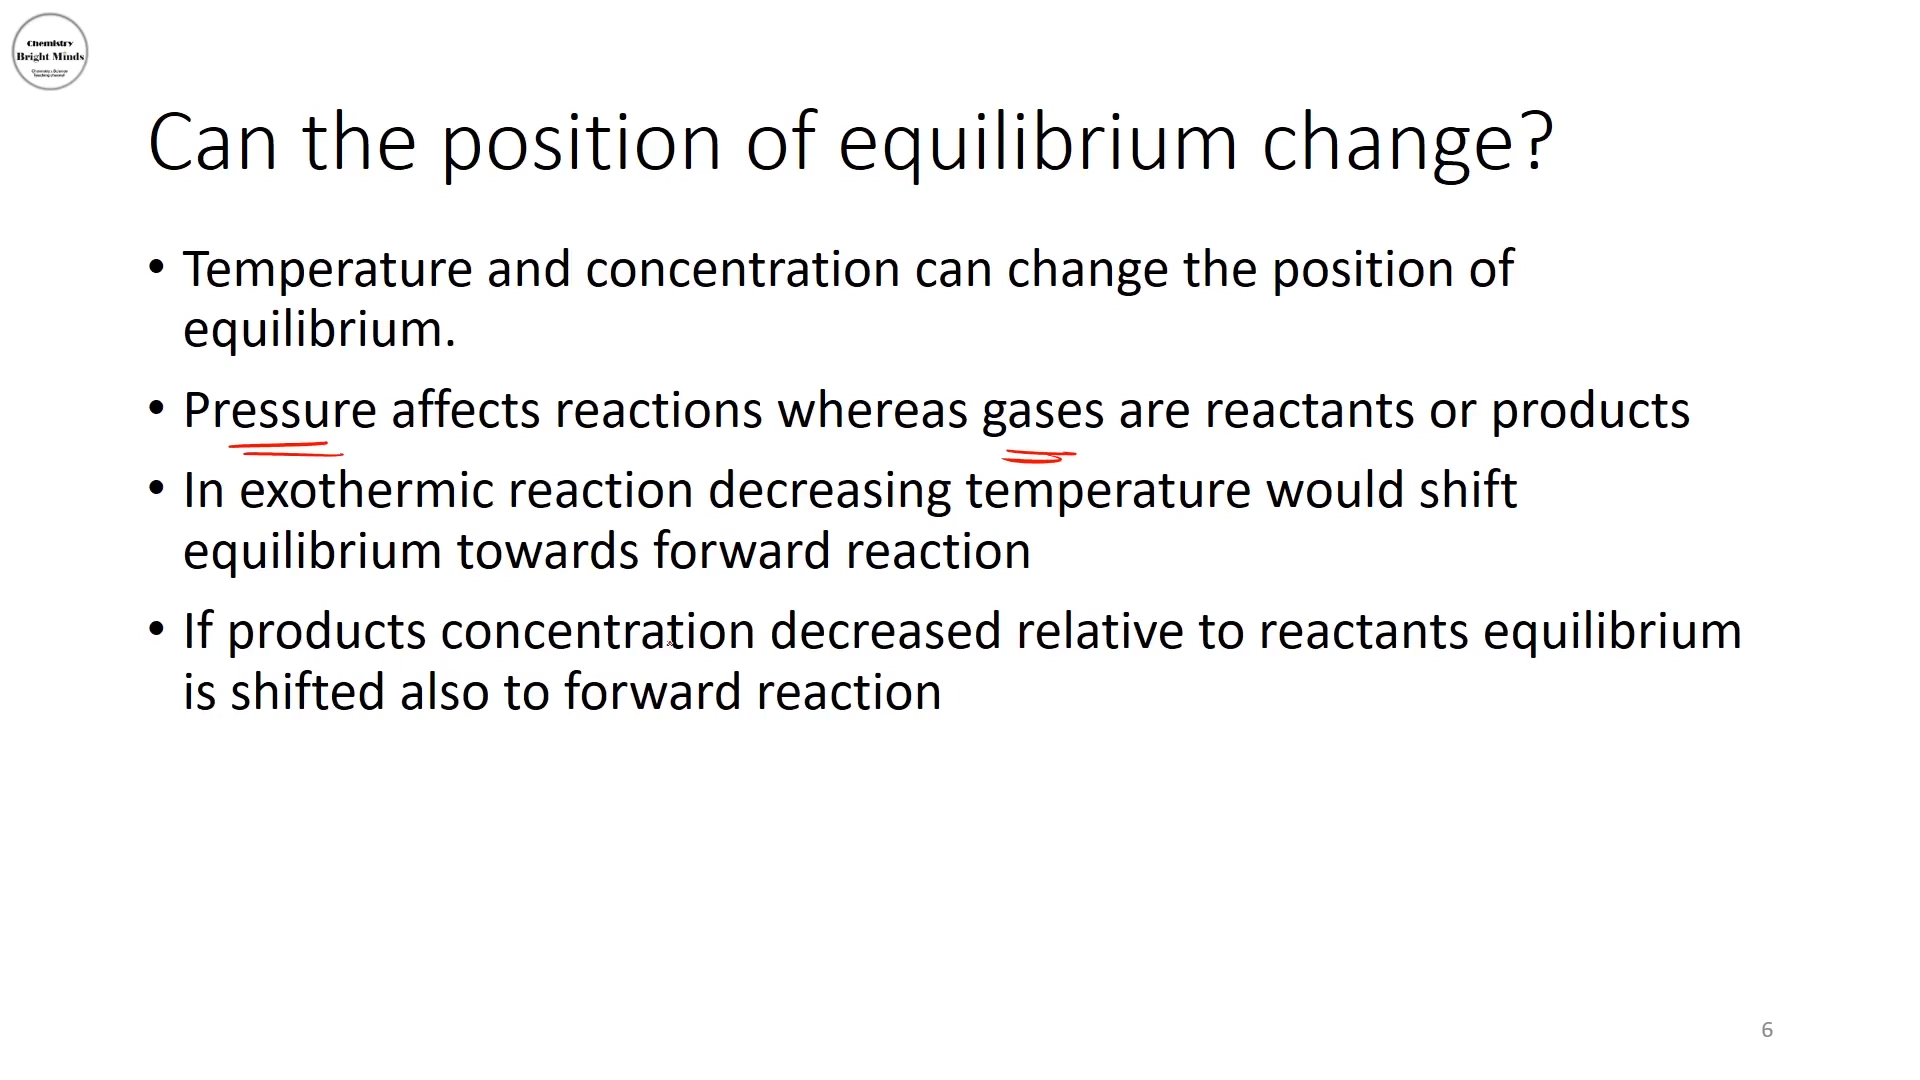 Chemistry
Bright Minds
Can the position of equilibrium change?
• Temperature and concentration can change the position of
equilibrium.
• Pressure affects reactions whereas gases are reactants or products
• In exothermic reaction decreasing temperature would shift
equilibrium towards forward reaction
• If products concentration decreased relative to reactants equilibrium
is shifted also to forward reaction
6